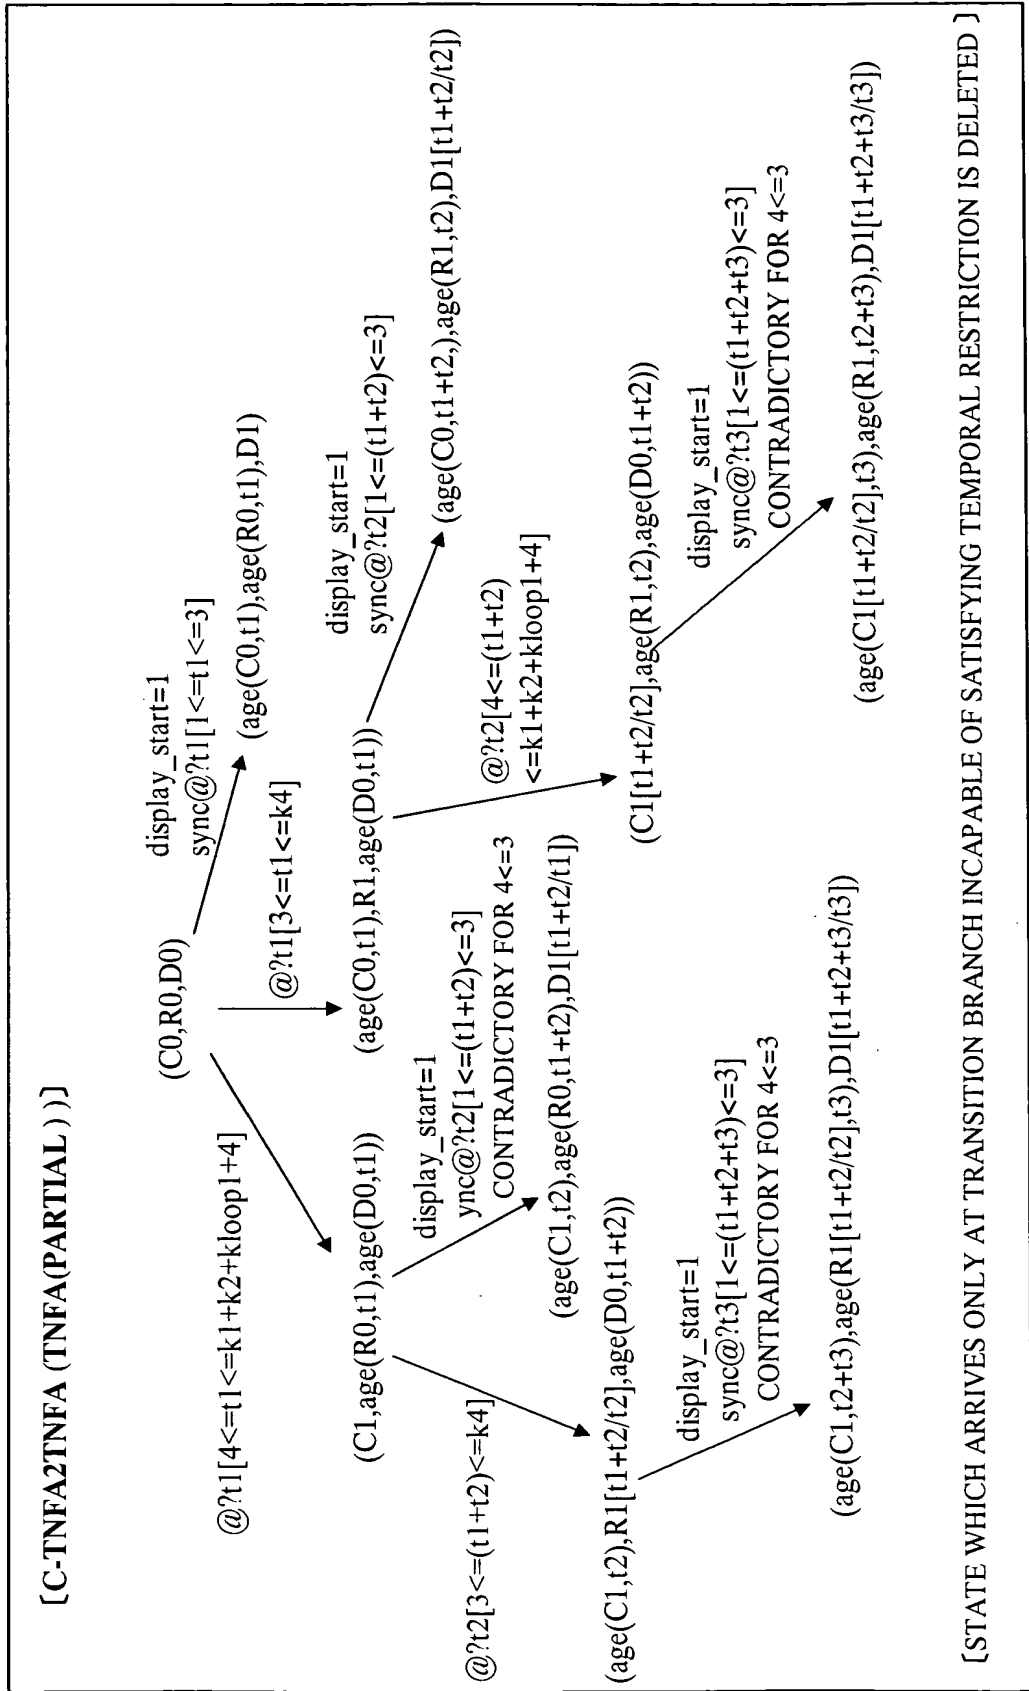 [C-TNFA2TNFA (TNFA(PARTIAL ) )]
(C0,R0,D0)
@?t1[4<=t1<=k1+k2+kloop1+4]
@?t1[3<=t1<=k4]
display_start=1
sync@?t1[1<=t1<=3]
(C1,age(R0,t1),age(D0,t1))
(age(C0,t1),R1,age(D0,t1))
(age(C0,t1),age(R0,t1),D1)
@?t2[3<=(t1+t2)<=k4]
display_start=1
ync@?t2[1<=(t1+t2)<=3]
CONTRADICTORY FOR 4<=3
@?t2[4<=(t1+t2)
<=k1+k2+kloop1+4]
display_start=1
sync@?t2[1<=(t1+t2)<=3]
(age(C1,t2),age(R0,t1+t2),D1[t1+t2/t1])
(age(C0,t1+t2,),age(R1,t2),D1[t1+t2/t2])
(age(C1,t2),R1[t1+t2/t2],age(D0,t1+t2))
(C1[t1+t2/t2],age(R1,t2),age(D0,t1+t2))
display_start=1
sync@?t3[1<=(t1+t2+t3)<=3]
CONTRADICTORY FOR 4<=3
display_start=1
sync@?t3[1<=(t1+t2+t3)<=3]
CONTRADICTORY FOR 4<=3
(age(C1,t2+t3),age(R1[t1+t2/t2],t3),D1[t1+t2+t3/t3])
(age(C1[t1+t2/t2],t3),age(R1,t2+t3),D1[t1+t2+t3/t3])
[STATE WHICH ARRIVES ONLY AT TRANSITION BRANCH INCAPABLE OF SATISFYING TEMPORAL RESTRICTION IS DELETED ]